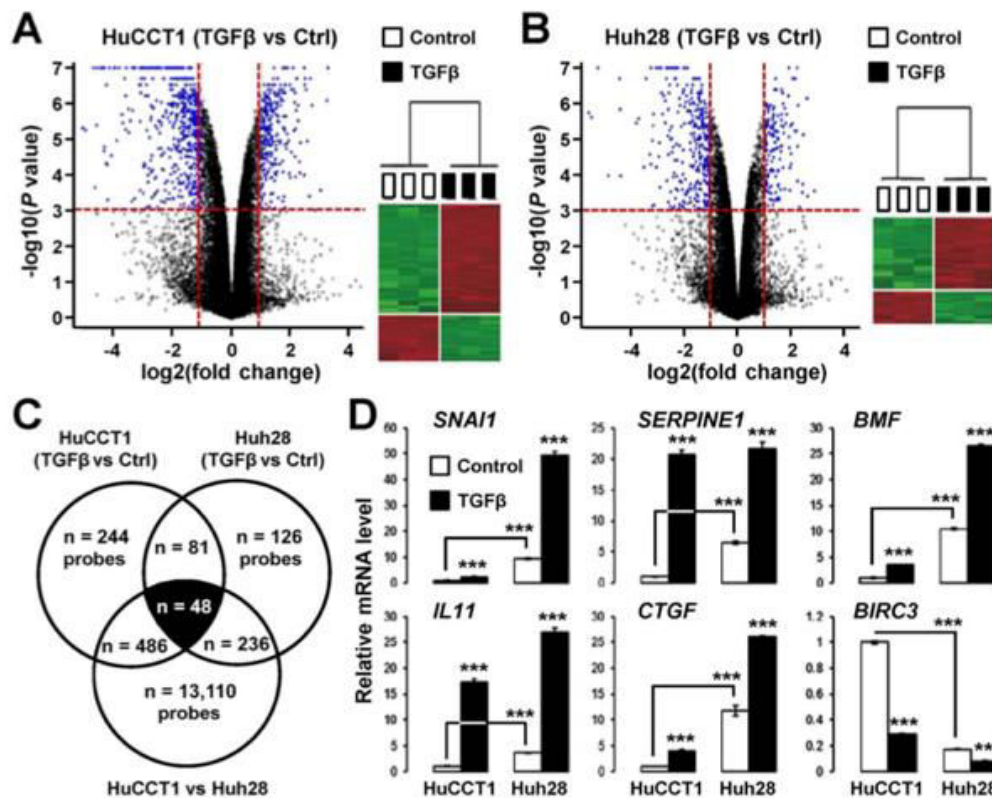 A
HuCCT1 (TGFβ vs Ctrl)
Control
TGFβ
7
6
5
4
3
2
1
0
-log10(P value)
-4
-2
0
2
4
log2(fold change)
B
Huh28 (TGFβ vs Ctrl)
Control
TGFβ
7
6
5
4
3
2
1
0
-log10(P value)
-4
-2
0
2
4
log2(fold change)
C
HuCCT1
(TGFβ vs Ctrl)
Huh28
(TGFβ vs Ctrl)
n = 244
probes
n = 81
n = 126
probes
n = 48
n = 486
n = 236
n = 13,110
probes
HuCCT1 vs Huh28
D
Relative mRNA level
SNAI1
Control
TGFβ
60
50
40
30
20
10
0
***
***
***
SERPINE1
25
20
15
10
5
0
***
***
***
BMF
30
25
20
15
10
5
0
***
***
***
IL11
30
25
20
15
10
5
0
***
***
***
HuCCT1
Huh28
CTGF
30
25
20
15
10
5
0
***
***
***
HuCCT1
Huh28
BIRC3
1.2
1
0.8
0.6
0.4
0.2
0
***
***
**
HuCCT1
Huh28